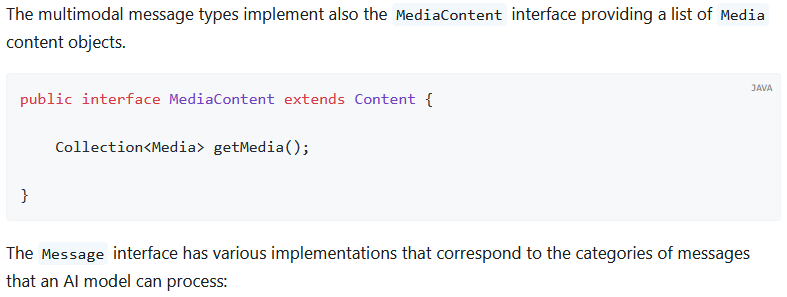 The multimodal message types implement also the MediaContent interface providing a list of Media
content objects.
JAVA
public interface MediaContent extends Content {
Collection<Media> getMedia();
}
The Message interface has various implementations that correspond to the categories of messages
that an AI model can process: